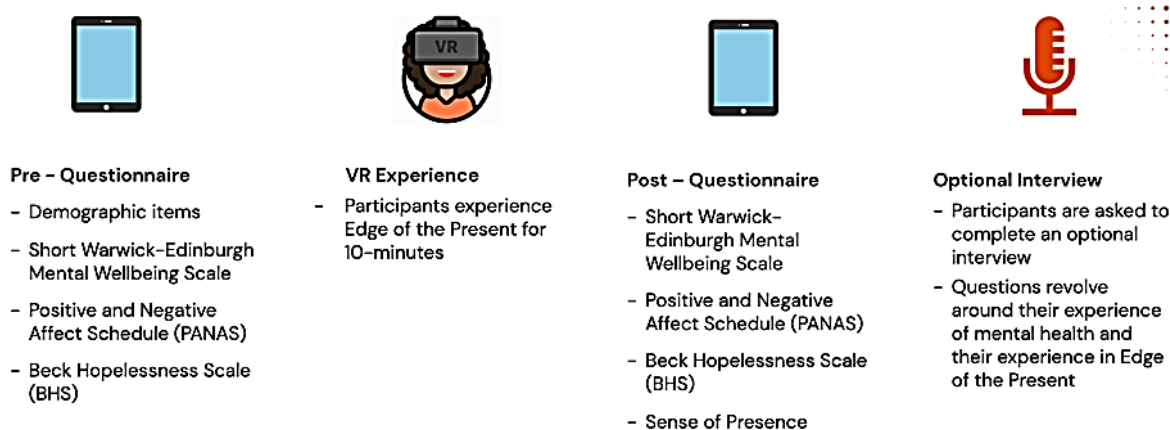 VR
Pre – Questionnaire
– Demographic items
– Short Warwick-Edinburgh
Mental Wellbeing Scale
– Positive and Negative
Affect Schedule (PANAS)
– Beck Hopelessness Scale
(BHS)
VR Experience
– Participants experience
Edge of the Present for
10-minutes
Post – Questionnaire
– Short Warwick-
Edinburgh Mental
Wellbeing Scale
– Positive and Negative
Affect Schedule (PANAS)
– Beck Hopelessness Scale
(BHS)
– Sense of Presence
Optional Interview
– Participants are asked to
complete an optional
interview
– Questions revolve
around their experience
of mental health and
their experience in Edge
of the Present